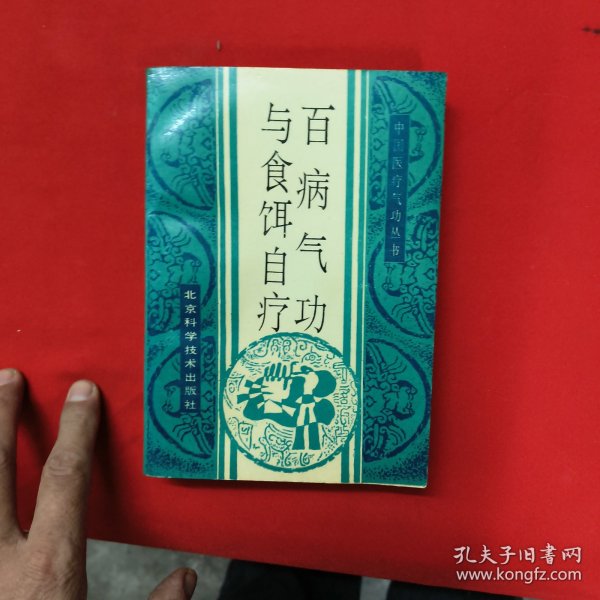 中国医疗气功丛书
百病气功
与食饵自疗
北京科学技术出版社
孔夫子旧书网
www.kongfz.com